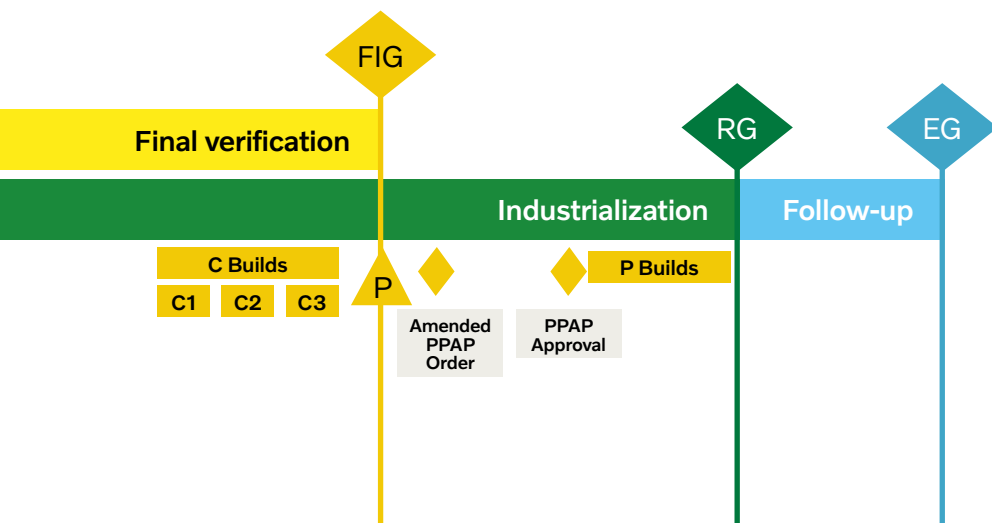 FIG
RG
EG
Final verification
Industrialization
Follow-up
C Builds
P Builds
C1
C2
C3
P
Amended
PPAP
Order
PPAP
Approval